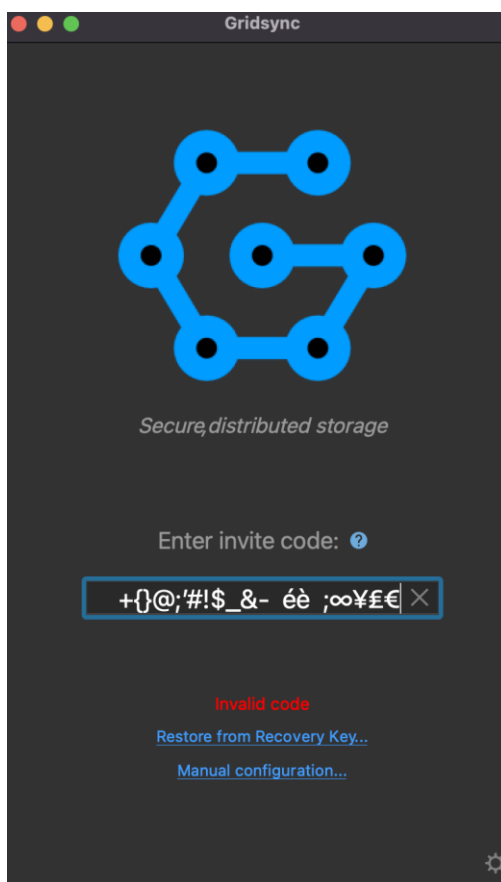 Gridsync
Secure,distributed storage
Enter invite code:
+{}@;'#!$_&-  éè  ;∞¥₤€
Invalid code
Restore from Recovery Key...
Manual configuration...